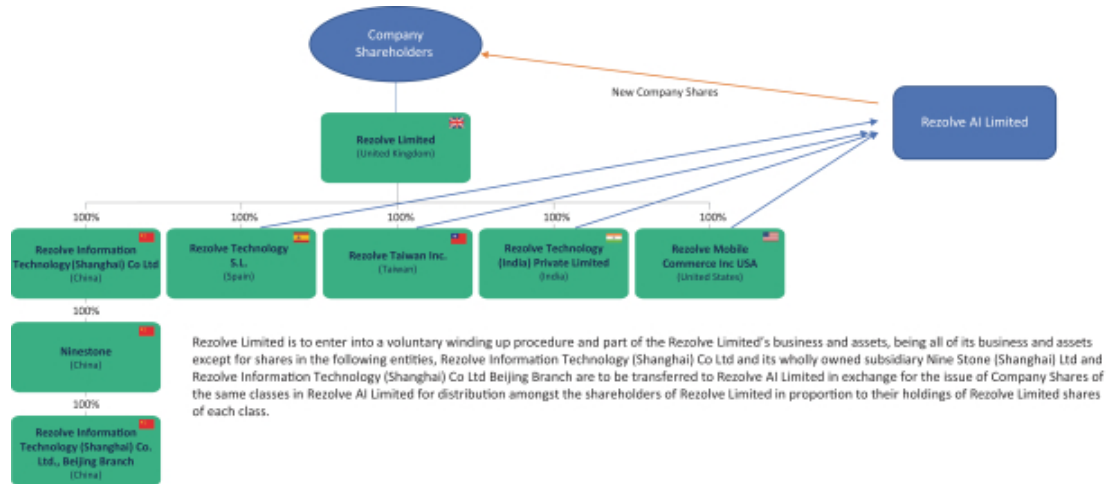 Company
Shareholders
New Company Shares
Rezolve AI Limited
Rezolve Limited
(United Kingdom)
100%
100%
100%
100%
100%
Rezolve Information
Technology(Shanghai) Co Ltd
(China)
Rezolve Technology
S.L.
(Spain)
Rezolve Taiwan Inc.
(Taiwan)
Rezolve Technology
(India) Private Limited
(India)
Rezolve Mobile
Commerce Inc USA
(United States)
100%
Ninestone
(China)
100%
Rezolve Information
Technology (Shanghai) Co.
Ltd., Beijing Branch
(China)
Rezolve Limited is to enter into a voluntary winding up procedure and part of the Rezolve Limited's business and assets, being all of its business and assets
except for shares in the following entities, Rezolve Information Technology (Shanghai) Co Ltd and its wholly owned subsidiary Nine Stone (Shanghai) Ltd and
Rezolve Information Technology (Shanghai) Co Ltd Beijing Branch are to be transferred to Rezolve AI Limited in exchange for the issue of Company Shares of
the same classes in Rezolve AI Limited for distribution amongst the shareholders of Rezolve Limited in proportion to their holdings of Rezolve Limited shares
of each class.